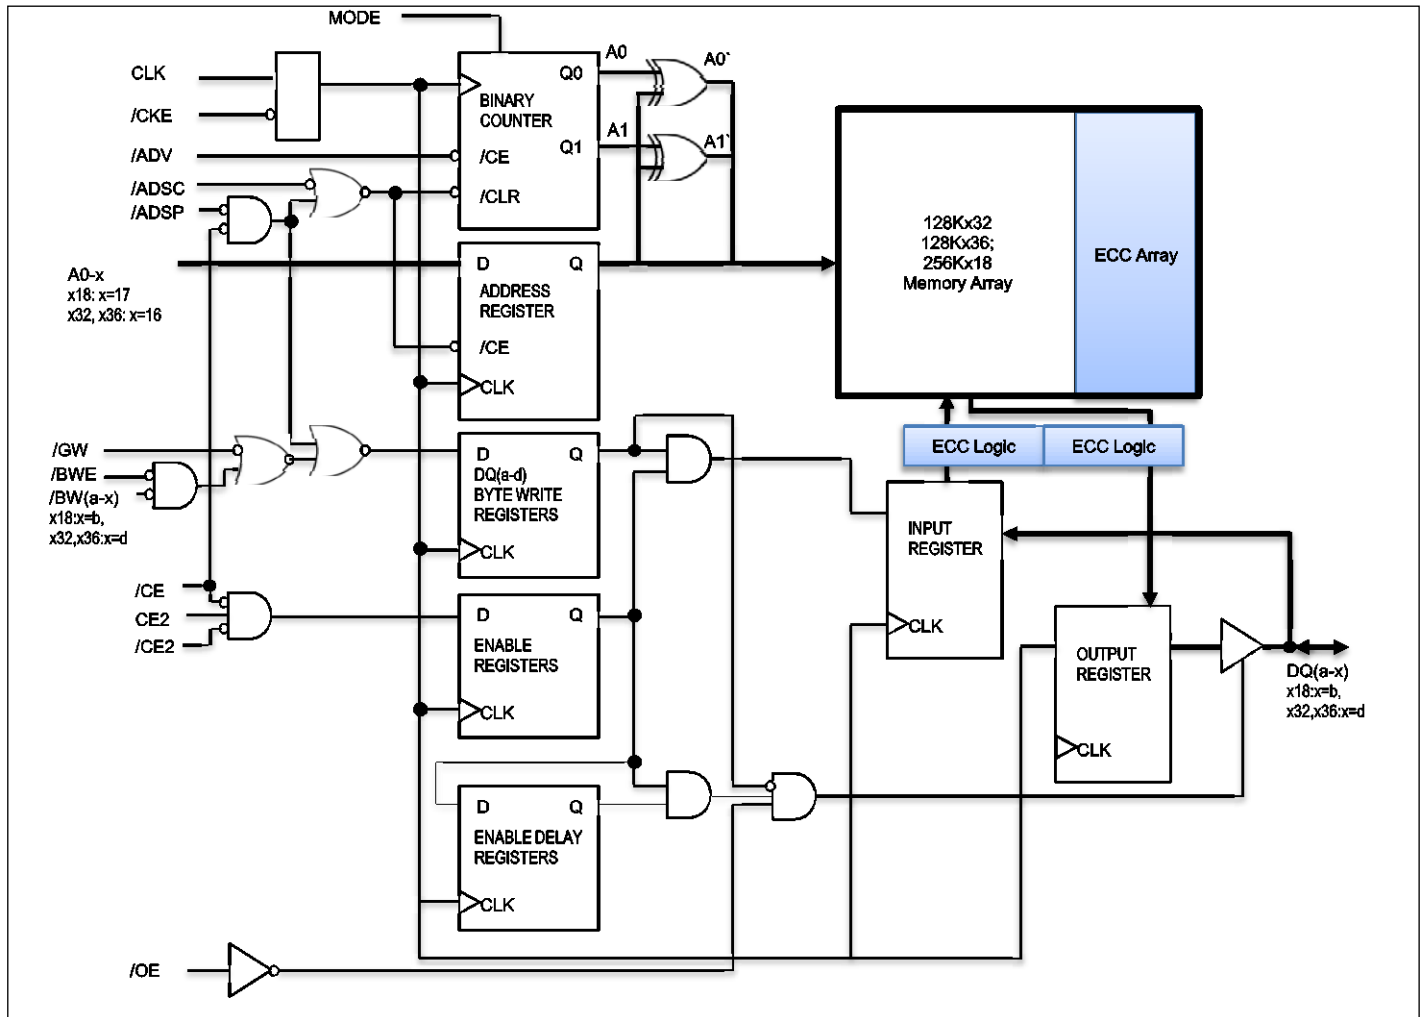 MODE
CLK
/CKE
/ADV
/ADSC
/ADSP
A0-x
x18: x=17
x32, x36: x=16
/GW
/BWE
/BW(a-x)
x18:x=b,
x32,x36:x=d
/CE
CE2
/CE2
/OE
Q0
BINARY
COUNTER
Q1
/CE
/CLR
A0
A0`
A1
A1`
D Q
ADDRESS
REGISTER
/CE
CLK
D Q
DQ(a-d)
BYTE WRITE
REGISTERS
CLK
D Q
ENABLE
REGISTERS
CLK
D Q
ENABLE DELAY
REGISTERS
CLK
128Kx32
128Kx36;
256Kx18
Memory Array
ECC Array
ECC Logic
ECC Logic
INPUT
REGISTER
CLK
OUTPUT
REGISTER
CLK
DQ(a-x)
x18:x=b,
x32,x36:x=d